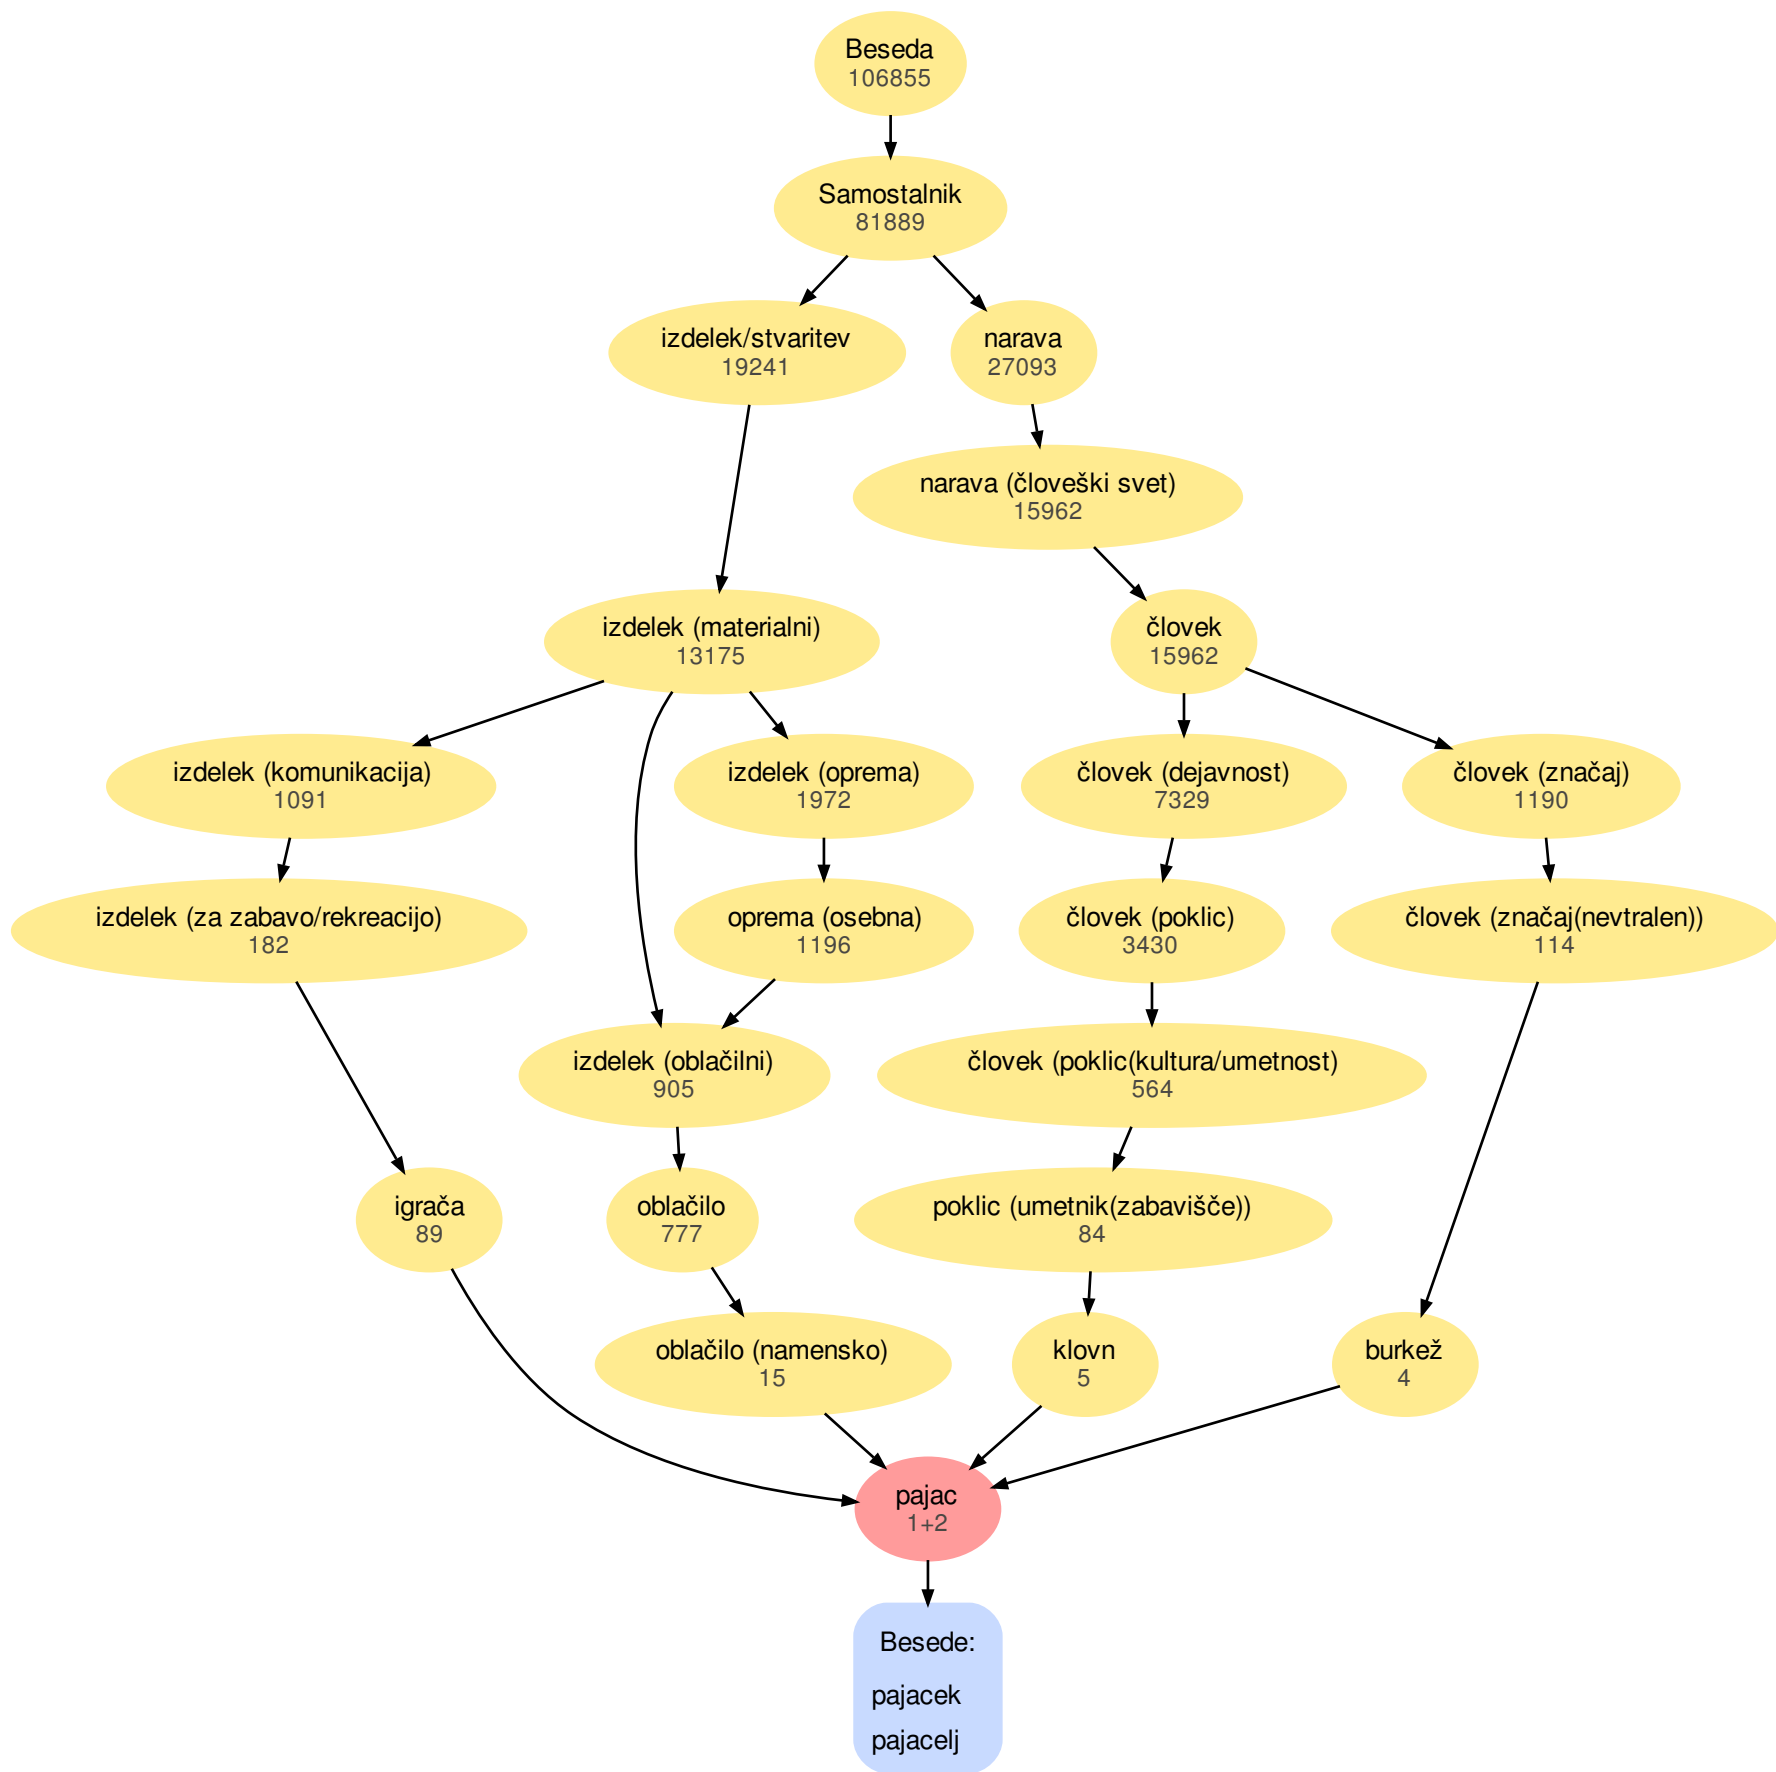 Beseda
106855
Samostalnik
81889
izdelek/stvaritev
19241
narava
27093
narava (človeški svet)
15962
izdelek (materialni)
13175
človek
15962
izdelek (komunikacija)
1091
izdelek (oprema)
1972
človek (dejavnost)
7329
človek (značaj)
1190
izdelek (za zabavo/rekreacijo)
182
oprema (osebna)
1196
človek (poklic)
3430
človek (značaj(nevtralen))
114
izdelek (oblačilni)
905
človek (poklic(kultura/umetnost)
564
igrača
89
oblačilo
777
poklic (umetnik(zabavišče))
84
oblačilo (namensko)
15
klovn
5
burkež
4
pajac
1+2
Besede:
pajacek
pajacelj